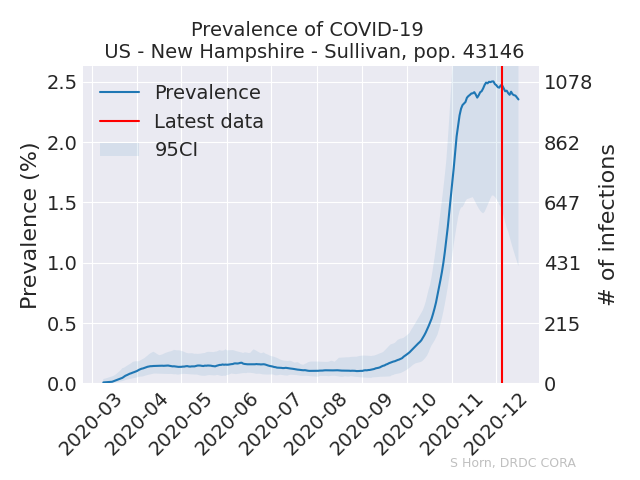 Prevalence of COVID-19
US - New Hampshire - Sullivan, pop. 43146
Prevalence
Latest data
95CI
Prevalence (%)
2.5
2.0
1.5
1.0
0.5
0.0
1078
862
647
431
215
0
# of infections
2020-03
2020-04
2020-05
2020-06
2020-07
2020-08
2020-09
2020-10
2020-11
2020-12
S Horn, DRDC CORA